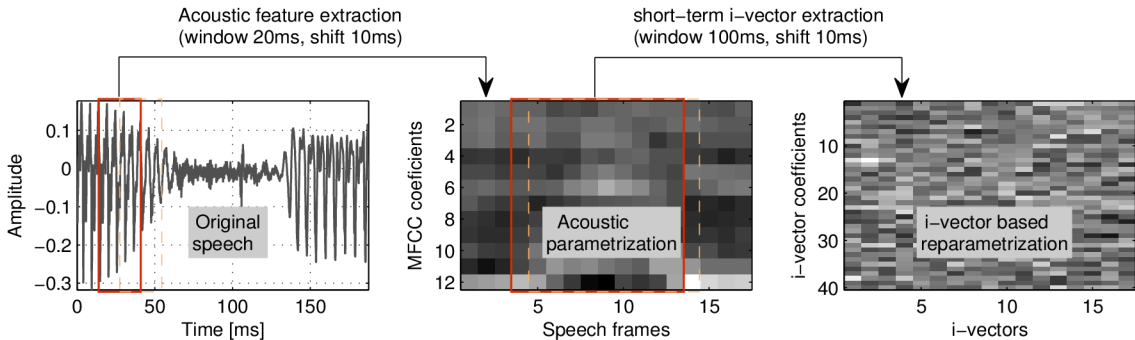 Acoustic feature extraction
(window 20ms, shift 10ms)
short−term i−vector extraction
(window 100ms, shift 10ms)
Amplitude
0.1
0
−0.1
−0.2
−0.3
Original
speech
0
50
100
150
Time [ms]
MFCC coeficients
2
4
6
8
10
12
Acoustic
parametrization
5
10
15
Speech frames
i−vector coefficients
10
20
30
40
i−vector based
reparametrization
5
10
15
i−vectors